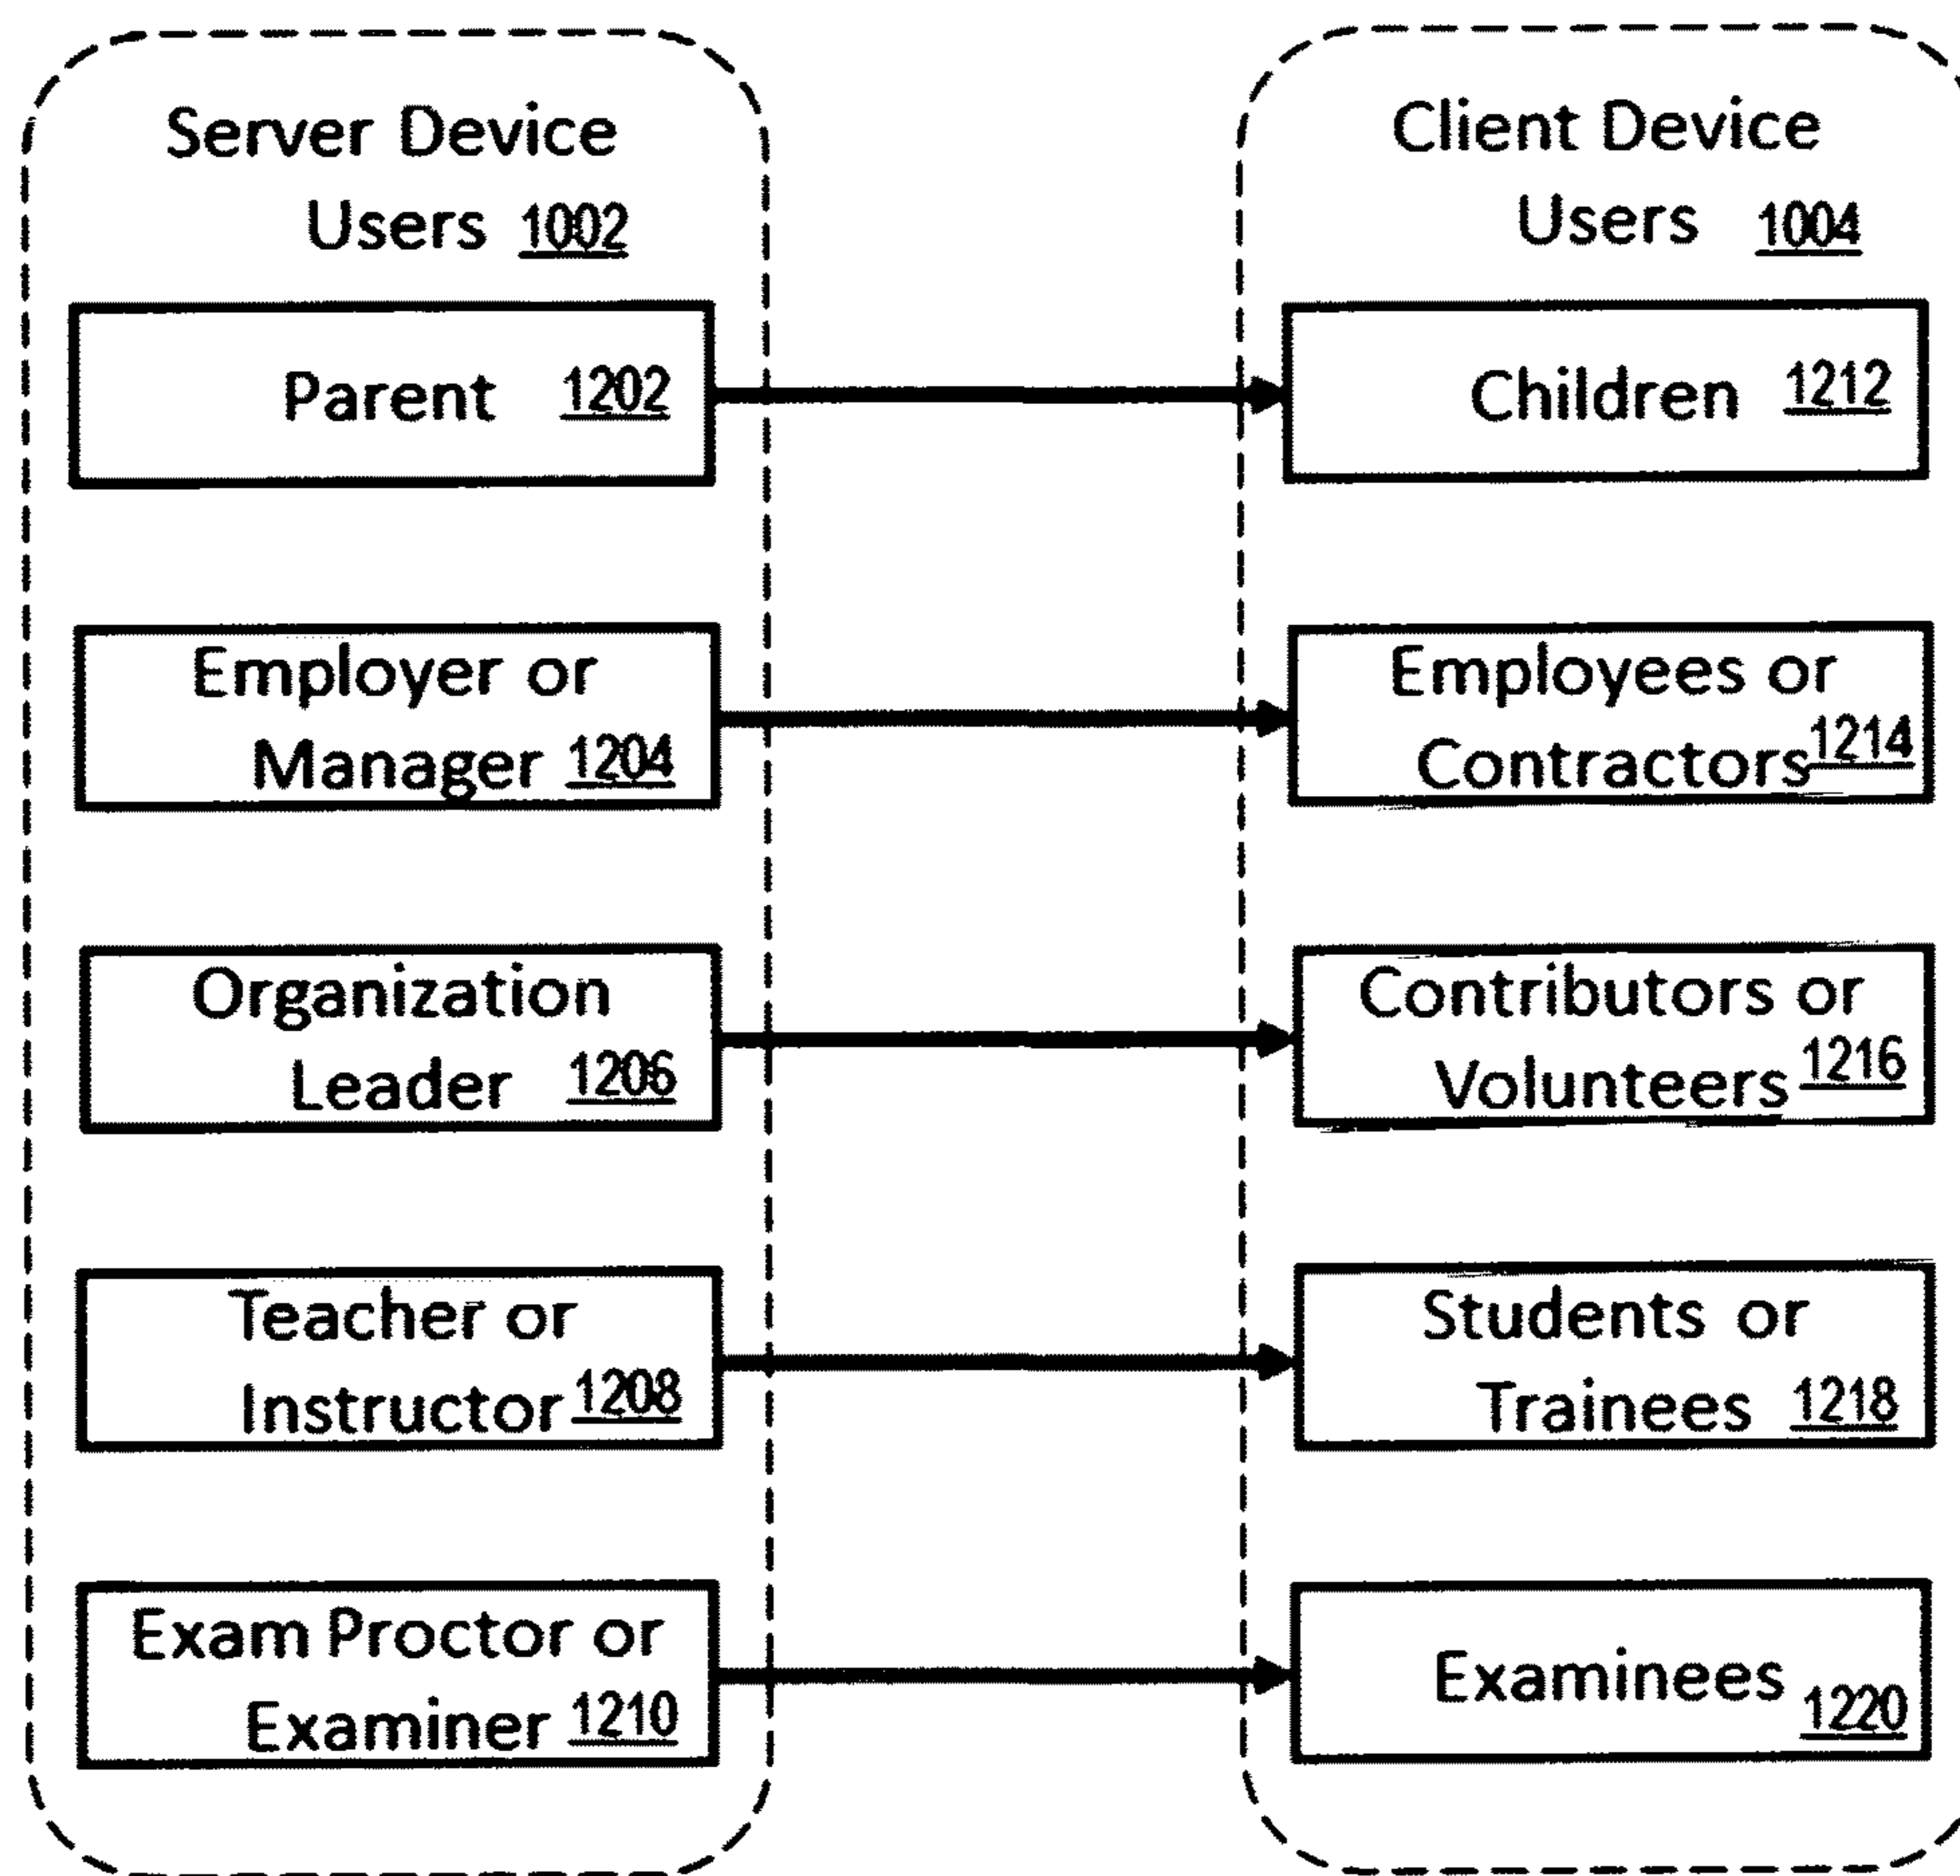 Server Device
Users 1002
Parent 1202
Employer or
Manager 1204
Organization
Leader 1206
Teacher or
Instructor 1208
Exam Proctor or
Examiner 1210
Client Device
Users 1004
Children 1212
Employees or
Contractors 1214
Contributors or
Volunteers 1216
Students or
Trainees 1218
Examinees 1220